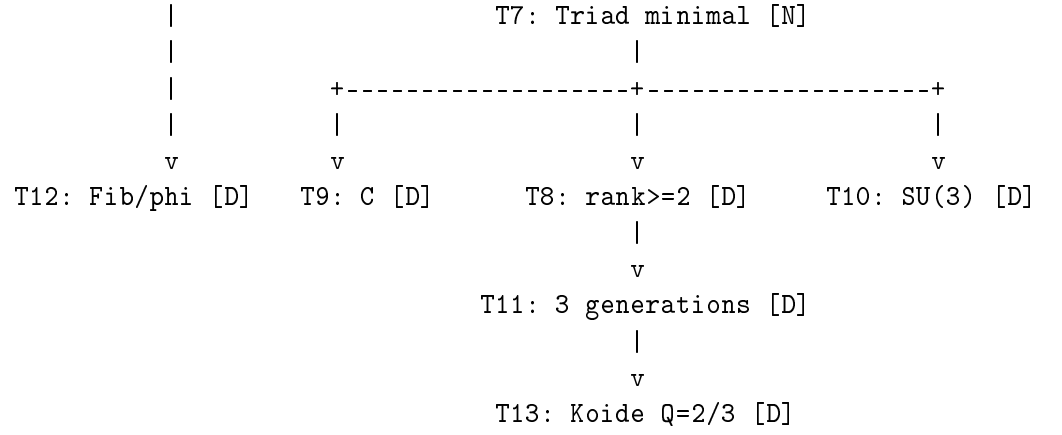 | T7: Triad minimal [N]
| |
| +-------------------+-------------------+
| | | |
v v v v
T12: Fib/phi [D] T9: C [D] T8: rank>=2 [D] T10: SU(3) [D]
|
v
T11: 3 generations [D]
|
v
T13: Koide Q=2/3 [D]